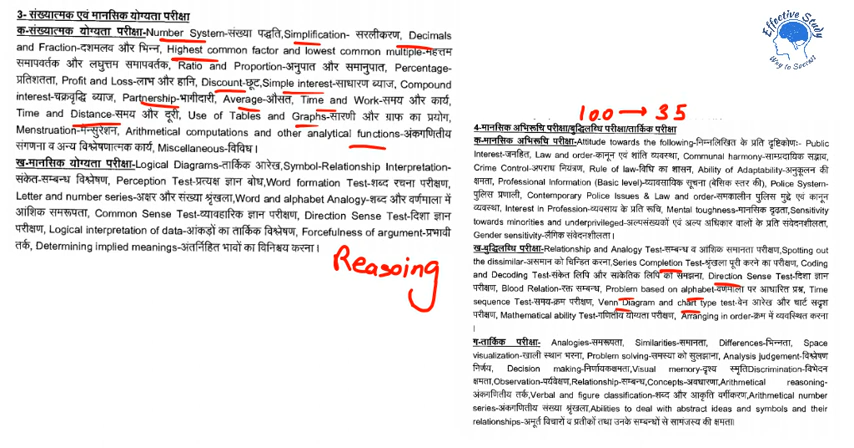 3- संख्यात्मक एवं मानसिक योग्यता परीक्षा
क-संख्यात्मक योग्यता परीक्षा-Number System-संख्या पद्धति,Simplification- सरलीकरण, Decimals
and Fraction-दशमलव और भिन्न, Highest common factor and lowest common multiple-महत्तम
समापवर्तक और लघुत्तम समापवर्तक, Ratio and Proportion-अनुपात और समानुपात, Percentage-
प्रतिशतता, Profit and Loss-लाभ और हानि, Discount-छूट,Simple interest-साधारण ब्याज, Compound
interest-चक्रवृद्धि ब्याज, Partnership-भागीदारी, Average-औसत, Time and Work-समय और कार्य,
Time and Distance-समय और दूरी, Use of Tables and Graphs-सारणी और ग्राफ का प्रयोग,
Menstruation-मेन्सुरेशन, Arithmetical computations and other analytical functions-अंकगणितीय
संगणना व अन्य विश्लेषणात्मक कार्य, Miscellaneous-विविध।
ख-मानसिक योग्यता परीक्षा-Logical Diagrams-तार्किक आरेख,Symbol-Relationship Interpretation-
संकेत-सम्बन्ध विश्लेषण, Perception Test-प्रत्यक्ष ज्ञान बोध,Word formation Test-शब्द रचना परीक्षण,
Letter and number series-अक्षर और संख्या श्रृंखला,Word and alphabet Analogy-शब्द और वर्णमाला में
आंशिक समरूपता, Common Sense Test-व्यावहारिक ज्ञान परीक्षण, Direction Sense Test-दिशा ज्ञान
परीक्षण, Logical interpretation of data-आंकड़ों का तार्किक विश्लेषण, Forcefulness of argument-प्रभावी
तर्क, Determining implied meanings-अंतर्निहित भावों का विनिश्चय करना।
Reasoing
Effective Study
Way to Success
100 → 35
4-मानसिक अभिरूचि परीक्षा/बुद्धिलब्धि परीक्षा/तार्किक परीक्षा
क-मानसिक अभिरूचि परीक्षा-Attitude towards the following-निम्नलिखित के प्रति दृष्टिकोणः- Public
Interest-जनहित, Law and order-कानून एवं शांति व्यवस्था, Communal harmony-साम्प्रदायिक सद्भाव,
Crime Control-अपराध नियंत्रण, Rule of law-विधि का शासन, Ability of Adaptability-अनुकूलन की
क्षमता, Professional Information (Basic level)-व्यावसायिक सूचना (बेसिक स्तर की), Police System-
पुलिस प्रणाली, Contemporary Police Issues & Law and order-समकालीन पुलिस मुद्दे एवं कानून
व्यवस्था, Interest in Profession-व्यवसाय के प्रति रूचि, Mental toughness-मानसिक दृढ़ता,Sensitivity
towards minorities and underprivileged-अल्पसंख्यकों एवं अल्प अधिकार वालों के प्रति संवेदनशीलता,
Gender sensitivity-लैंगिक संवेदनशीलता।
ख-बुद्धिलब्धि परीक्षा-Relationship and Analogy Test-सम्बन्ध व आंशिक समानता परीक्षण,Spotting out
the dissimilar-असमान को चिन्हित करना,Series Completion Test-श्रृंखला पूरी करने का परीक्षण, Coding
and Decoding Test-संकेत लिपि और सांकेतिक लिपि को समझना, Direction Sense Test-दिशा ज्ञान
परीक्षण, Blood Relation-रक्त सम्बन्ध, Problem based on alphabet-वर्णमाला पर आधारित प्रश्न, Time
sequence Test-समय-क्रम परीक्षण, Venn Diagram and chart type test-वेन आरेख और चार्ट सदृश
परीक्षण, Mathematical ability Test-गणितीय योग्यता परीक्षण, Arranging in order-क्रम में व्यवस्थित करना
।
ग-तार्किक परीक्षा- Analogies-समरूपता, Similarities-समानता, Differences-भिन्नता, Space
visualization-खाली स्थान भरना, Problem solving-समस्या को सुलझाना, Analysis judgement-विश्लेषण
निर्णय, Decision making-निर्णायकक्षमता,Visual memory-दृश्य स्मृतिDiscrimination-विभेदन
क्षमता,Observation-पर्यवेक्षण,Relationship-सम्बन्ध,Concepts-अवधारणा,Arithmetical reasoning-
अंकगणितीय तर्क,Verbal and figure classification-शब्द और आकृति वर्गीकरण,Arithmetical number
series-अंकगणितीय संख्या श्रृंखला,Abilities to deal with abstract ideas and symbols and their
relationships-अमूर्त विचारों व प्रतीकों तथा उनके सम्बन्धों से सामंजस्य की क्षमता।